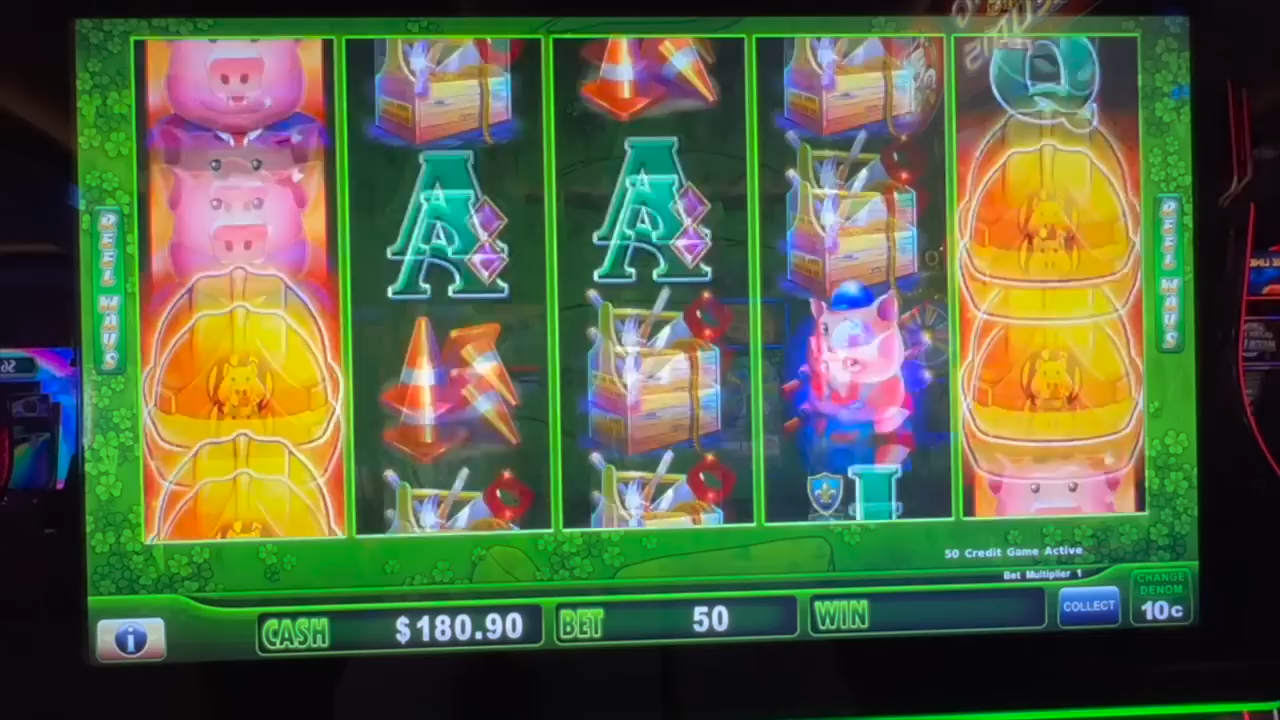 REEL WAYS
REEL WAYS
50 Credit Game Active
Bet Multiplier 1
CASH $180.90
BET 50
WIN
COLLECT
CHANGE
DENOM
10c